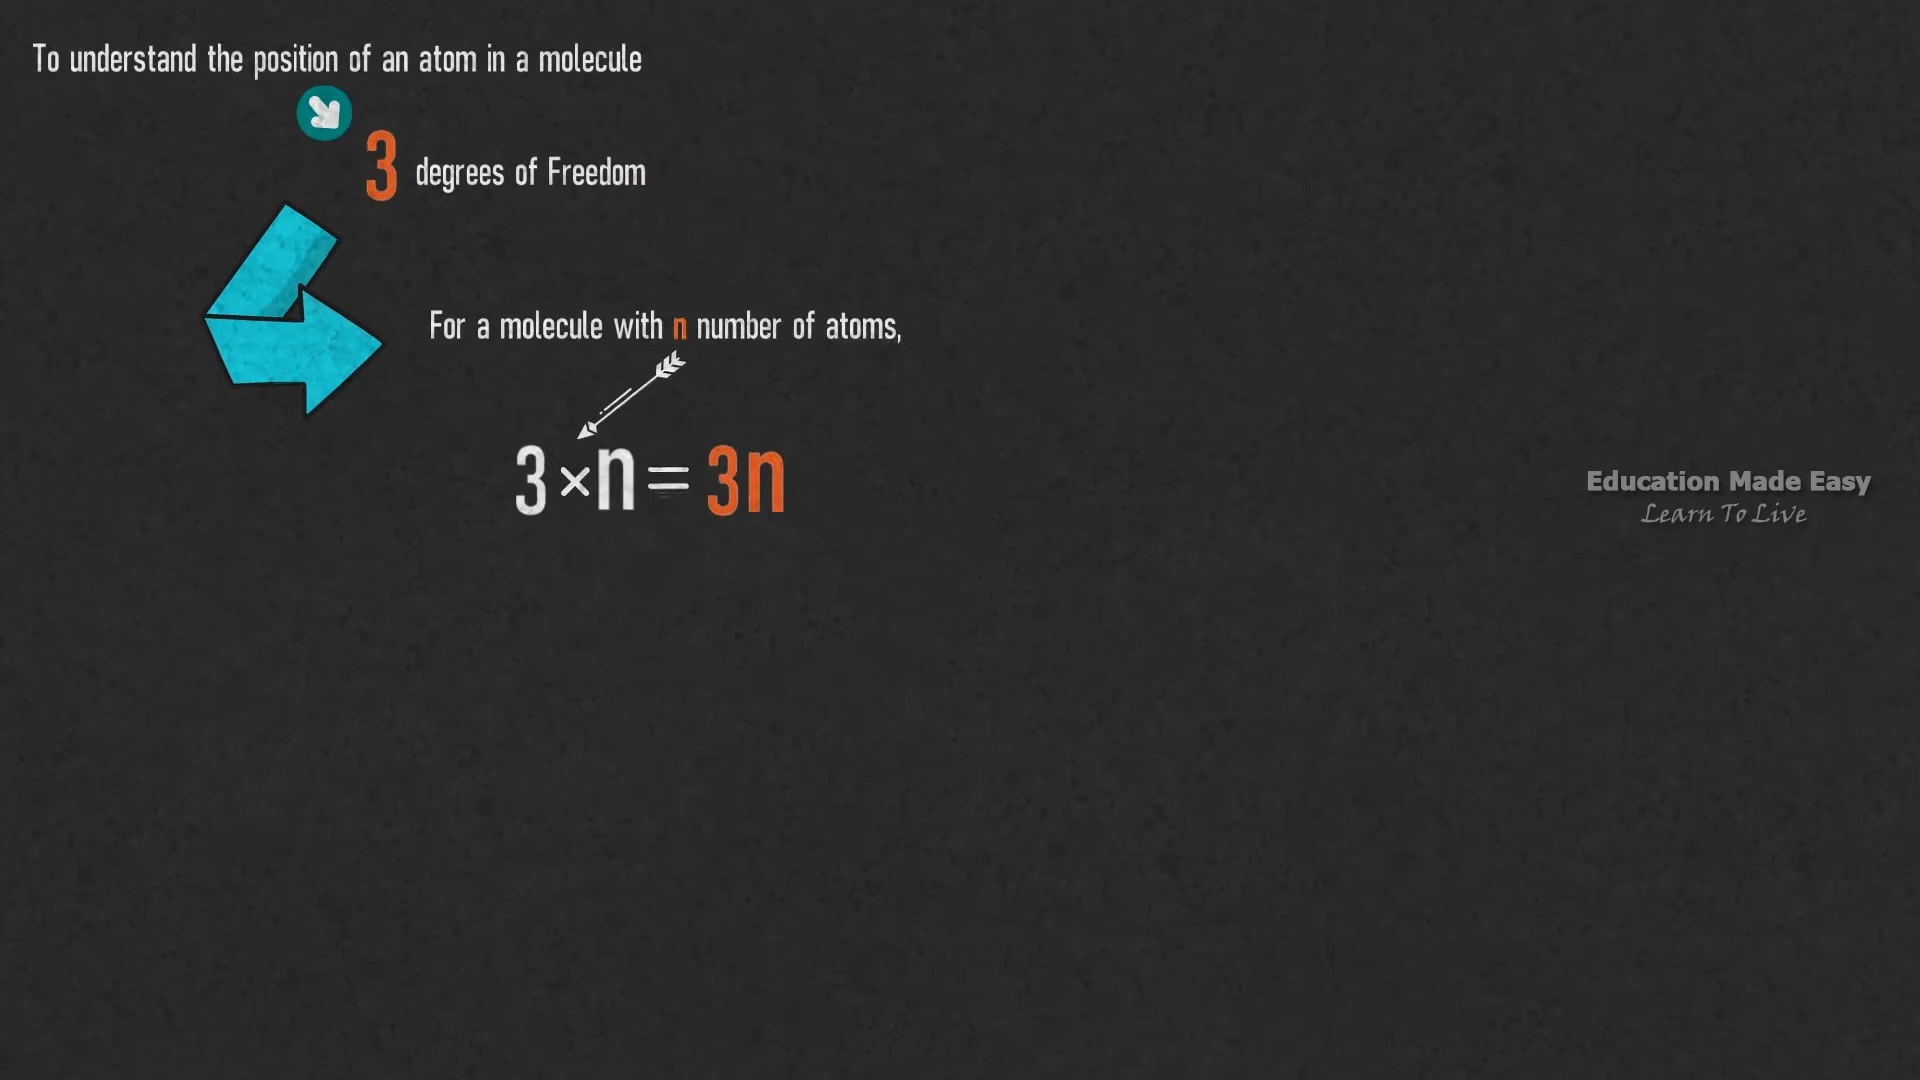 To understand the position of an atom in a molecule
3 degrees of Freedom
For a molecule with n number of atoms,
3×n=3n
Education Made Easy
Learn To Live